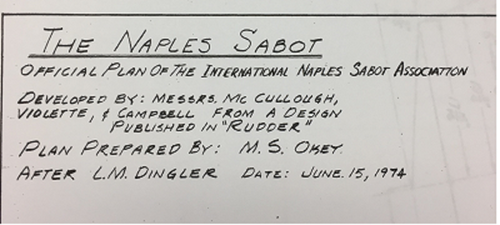 THE NAPLES SABOT
OFFICIAL PLAN OF THE INTERNATIONAL NAPLES SABOT ASSOCIATION
DEVELOPED BY: MESSRS. MC CULLOUGH,
VIOLETTE, & CAMPBELL FROM A DESIGN
PUBLISHED IN "RUDDER"
PLAN PREPARED BY: M. S. OKEY.
AFTER L.M. DINGLER DATE: JUNE. 15, 1974